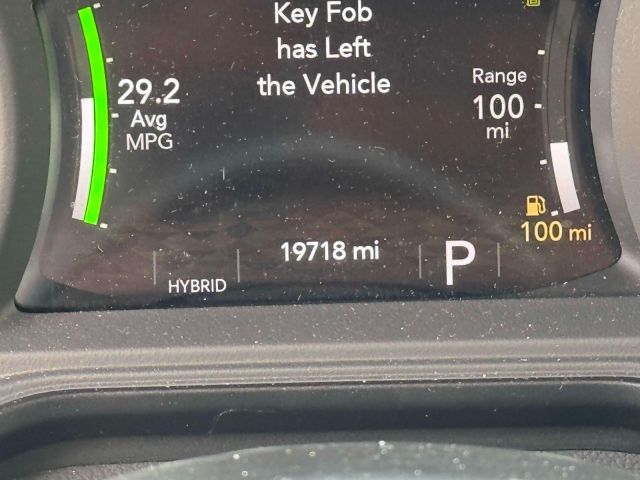 Key Fob
has Left
the Vehicle
29.2
Avg
MPG
Range
100
mi
100 mi
19718 mi
P
HYBRID